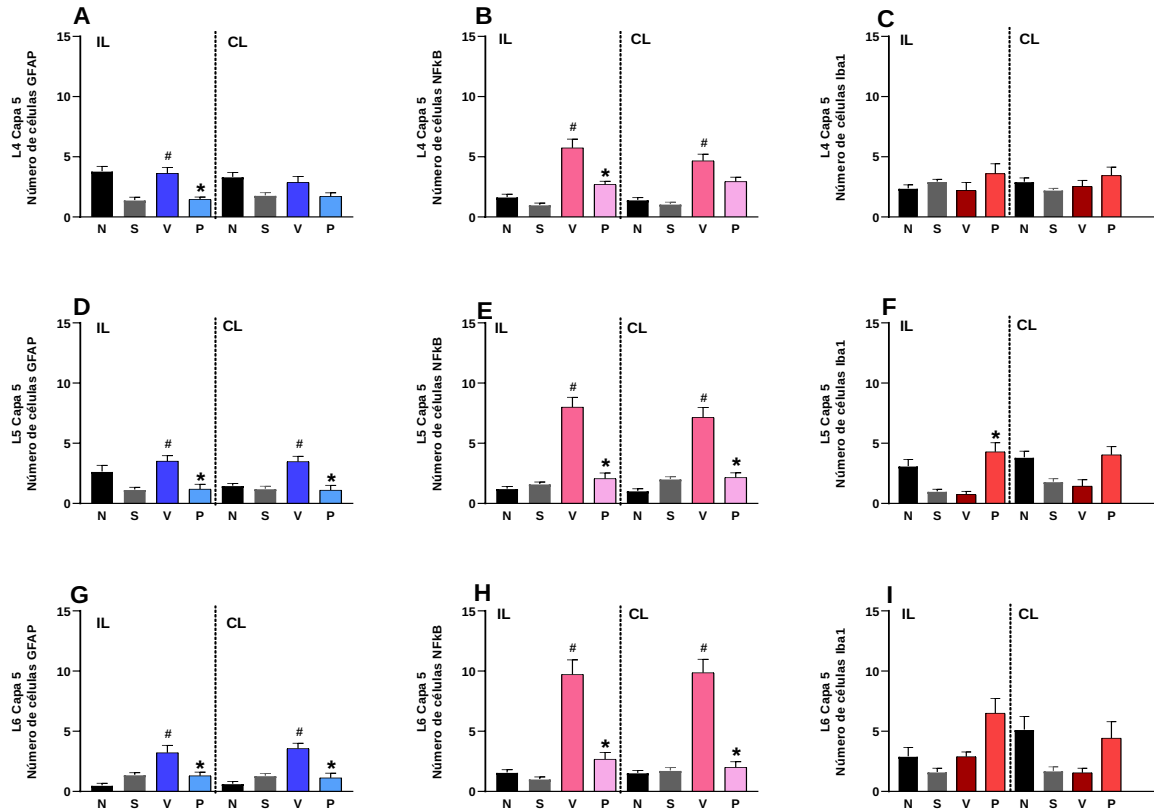 A
L4 Capa 5
Número de células GFAP
15
10
5
0
IL
CL
#
*
N S V P N S V P
B
L4 Capa 5
Número de células NFkB
15
10
5
0
IL
CL
#
*
#
N S V P N S V P
C
L4 Capa 5
Número de células Iba1
15
10
5
0
IL
CL
N S V P N S V P
D
L5 Capa 5
Número de células GFAP
15
10
5
0
IL
CL
#
*
#
*
N S V P N S V P
E
L5 Capa 5
Número de células NFkB
15
10
5
0
IL
CL
#
*
#
*
N S V P N S V P
F
L5 Capa 5
Número de células Iba1
15
10
5
0
IL
CL
*
N S V P N S V P
G
L6 Capa 5
Número de células GFAP
15
10
5
0
IL
CL
#
*
#
*
N S V P N S V P
H
L6 Capa 5
Número de células NFkB
15
10
5
0
IL
CL
#
*
#
*
N S V P N S V P
I
L6 Capa 5
Número de células Iba1
15
10
5
0
IL
CL
N S V P N S V P